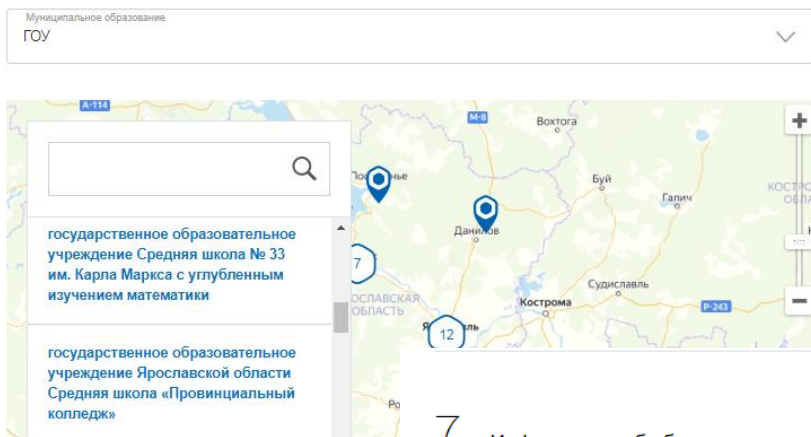 Муниципальное образование
ГОУ
А-114
М-8
Вохтога
Буй
Галич
Данилов
государственное образовательное
учреждение Средняя школа № 33
им. Карла Маркса с углубленным
изучением математики
7
Судиславль
Кострома
Р-243
ОБЛАСТЬ
12
государственное образовательное
учреждение Ярославской области
Средняя школа «Провинциальный
колледж»
7